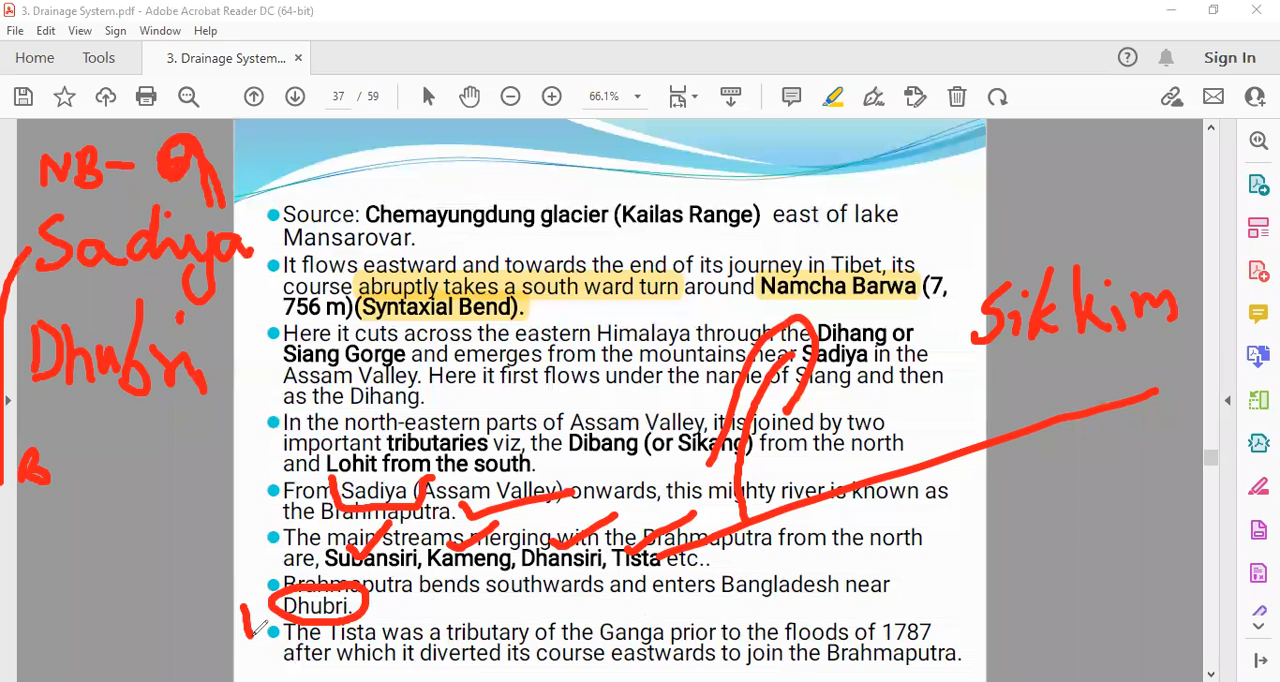 3. Drainage System.pdf - Adobe Acrobat Reader DC (64-bit)
File Edit View Sign Window Help
Home Tools 3. Drainage System... × Sign In
37 / 59 66.1%
NB-
Sadiya
Dhubri
B
Sikkim
Source: Chemayungdung glacier (Kailas Range) east of lake
Mansarovar.
It flows eastward and towards the end of its journey in Tibet, its
course abruptly takes a south ward turn around Namcha Barwa (7,
756 m)(Syntaxial Bend).
Here it cuts across the eastern Himalaya through the Dihang or
Siang Gorge and emerges from the mountains near Sadiya in the
Assam Valley. Here it first flows under the name of Siang and then
as the Dihang.
In the north-eastern parts of Assam Valley, it is joined by two
important tributaries viz, the Dibang (or Sikang) from the north
and Lohit from the south.
From Sadiya (Assam Valley) onwards, this mighty river is known as
the Brahmaputra.
The main streams merging with the Brahmaputra from the north
are, Subansiri, Kameng, Dhansiri, Tista etc..
Brahmaputra bends southwards and enters Bangladesh near
Dhubri.
The Tista was a tributary of the Ganga prior to the floods of 1787
after which it diverted its course eastwards to join the Brahmaputra.